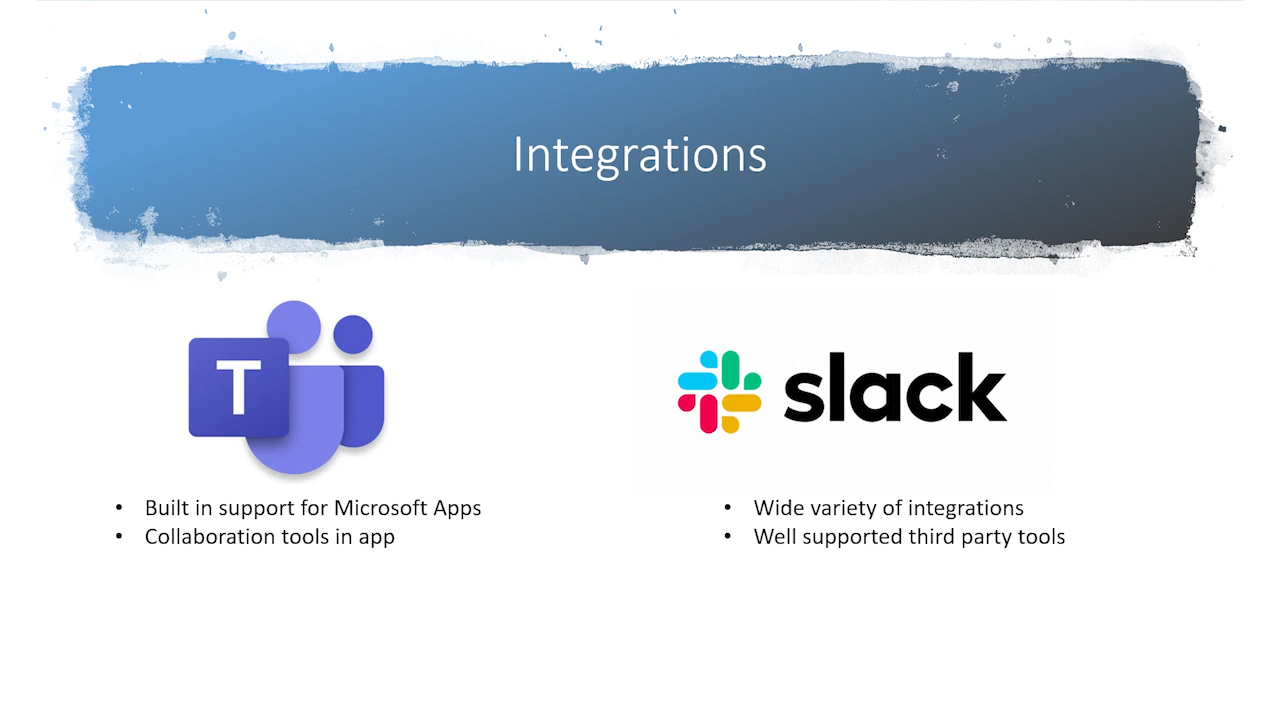 Integrations
T
slack
• Built in support for Microsoft Apps
• Collaboration tools in app
• Wide variety of integrations
• Well supported third party tools